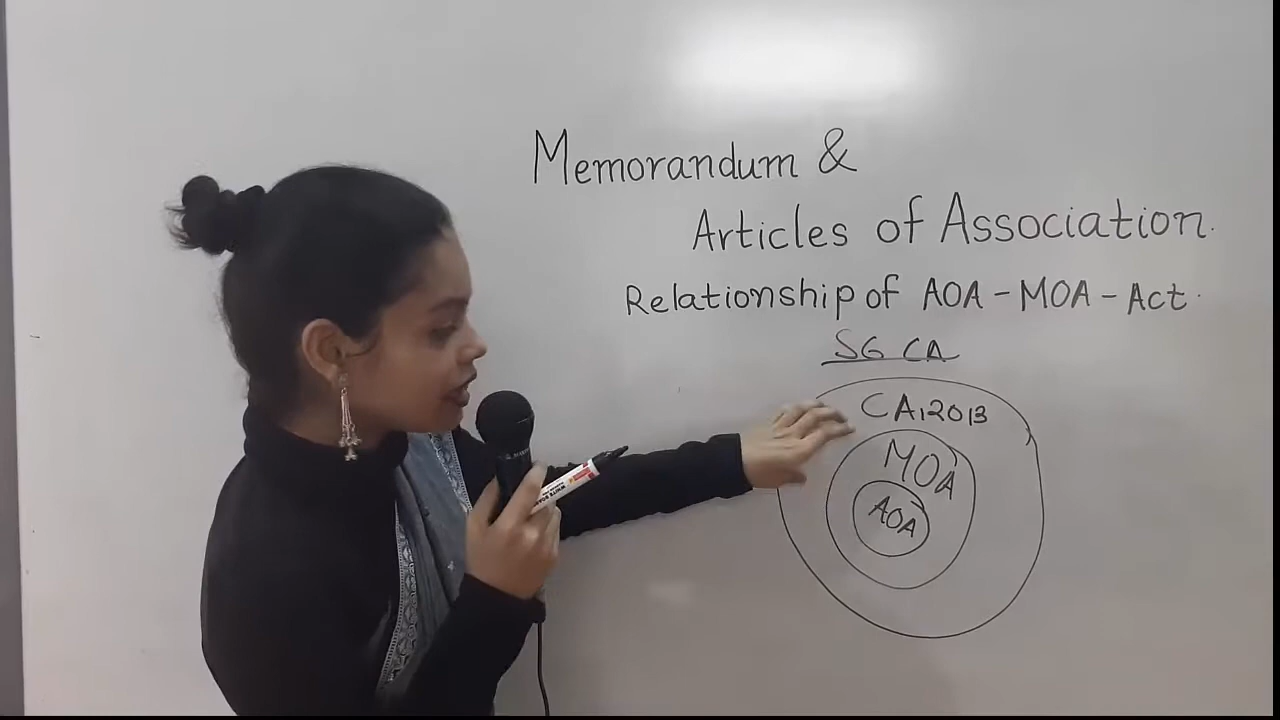 Memorandum &
Articles of Association.
Relationship of AOA - MOA - Act.
SG CA
CA, 2013
MOA
AOA